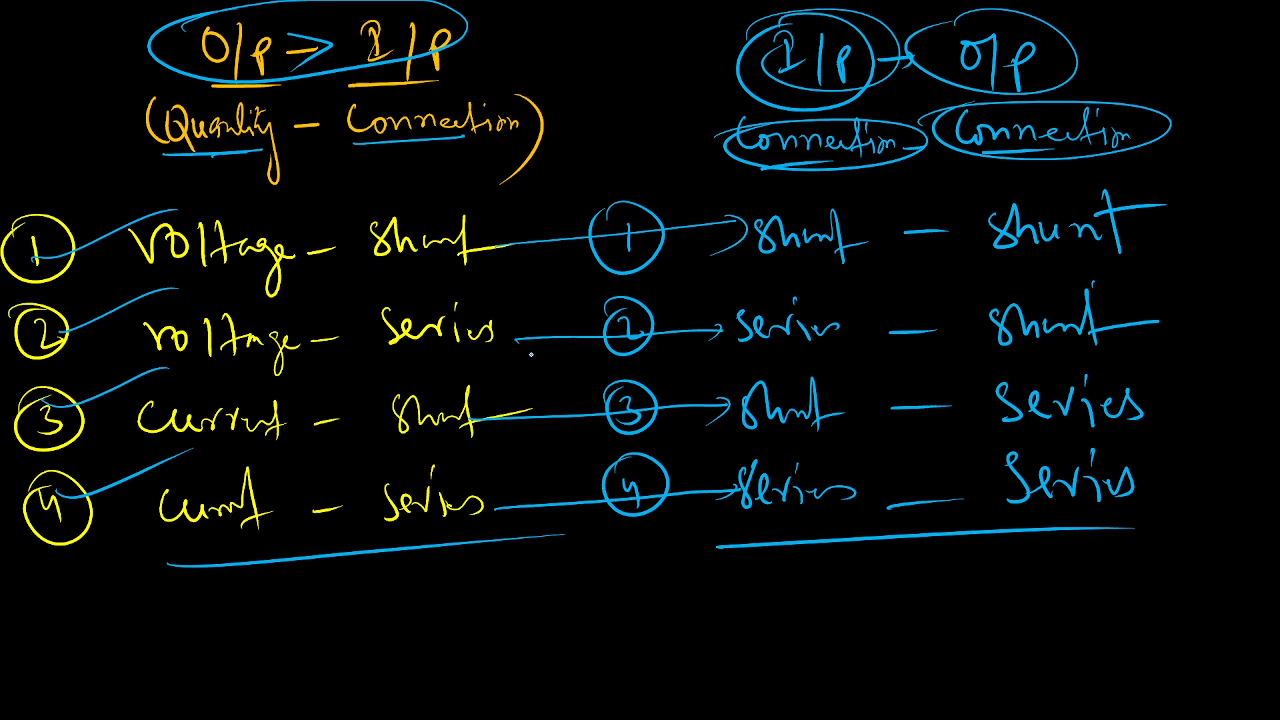 O/p -> I/p I/p → O/p
(Quantity - Connection) Connection - Connection
1 Voltage - shunt 1 shunt - shunt
2 Voltage - series 2 series - shunt
3 Current - shunt 3 shunt - series
4 Current - series 4 series - series